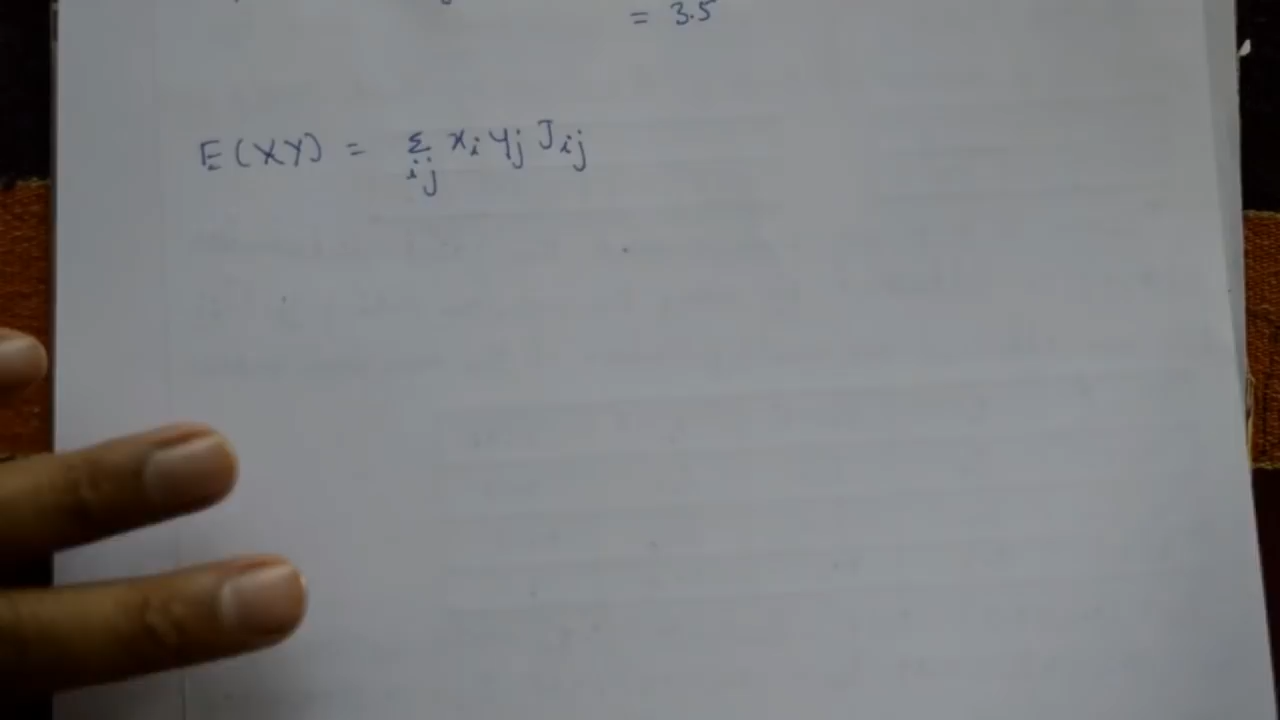 = 3.5
E(XY) = Σ xi yj Jij
ij